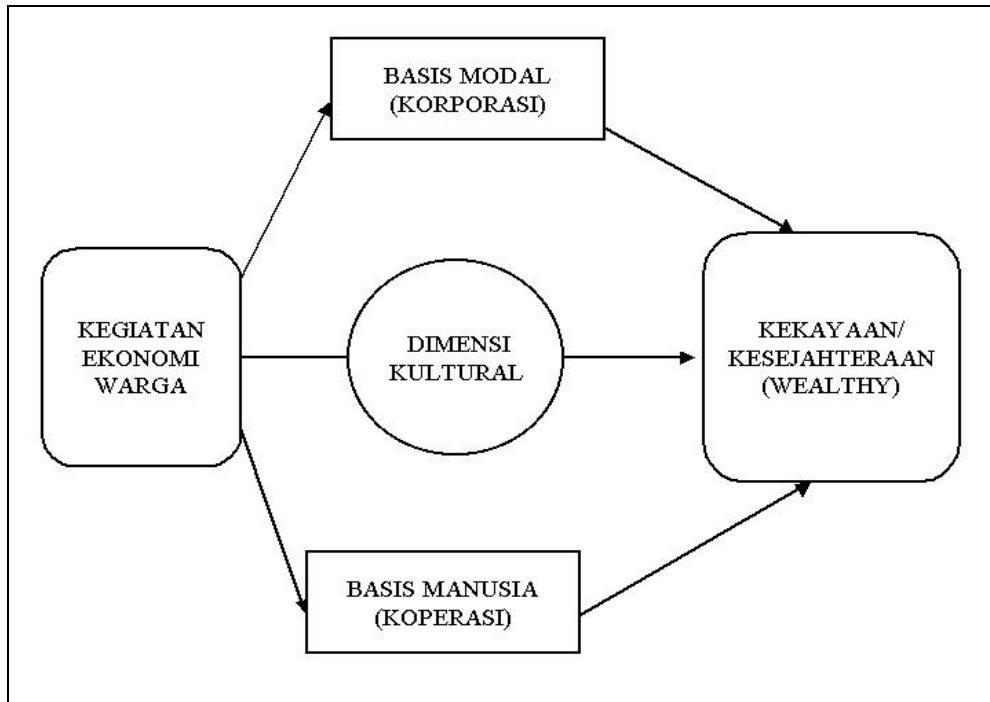 BASIS MODAL
(KORPORASI)
KEGIATAN
EKONOMI
WARGA
DIMENSI
KULTURAL
KEKAYAAN/
KESEJAHTERAAN
(WEALTHY)
BASIS MANUSIA
(KOPERASI)